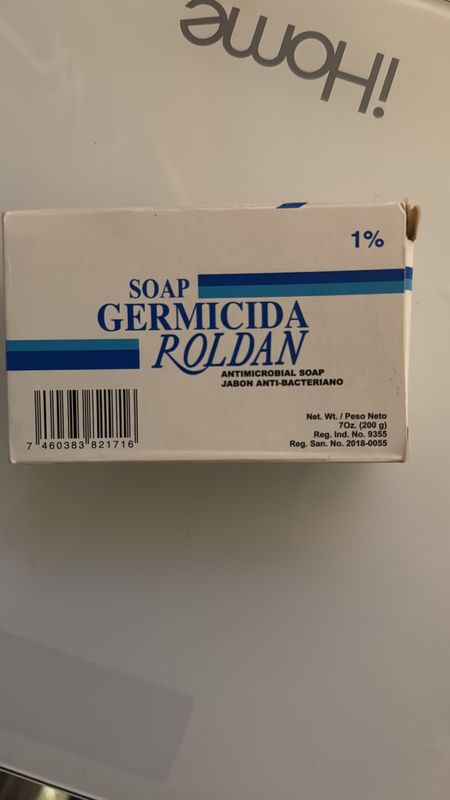 iHome
1%
SOAP
GERMICIDA
ROLDAN
ANTIMICROBIAL SOAP
JABON ANTI-BACTERIANO
7 460383 821716
Net. Wt. / Peso Neto
7Oz. (200 g)
Reg. Ind. No. 9355
Reg. San. No. 2018-0055